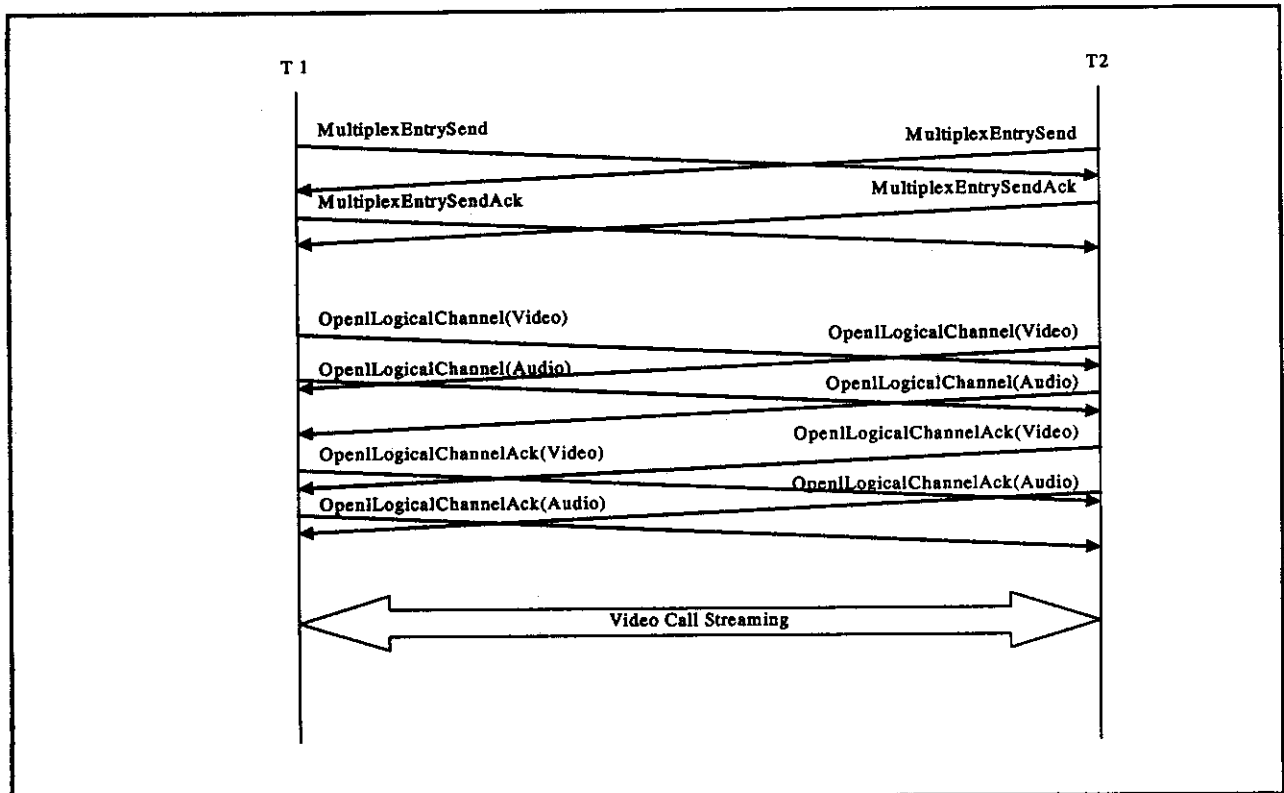 T 1
T2
MultiplexEntrySend
MultiplexEntrySend
MultiplexEntrySendAck
MultiplexEntrySendAck
OpenlLogicalChannel(Video)
OpenlLogicalChannel(Video)
OpenlLogicalChannel(Audio)
OpenlLogicalChannel(Audio)
OpenlLogicalChannelAck(Video)
OpenlLogicalChannelAck(Video)
OpenlLogicalChannelAck(Audio)
OpenlLogicalChannelAck(Audio)
Video Call Streaming